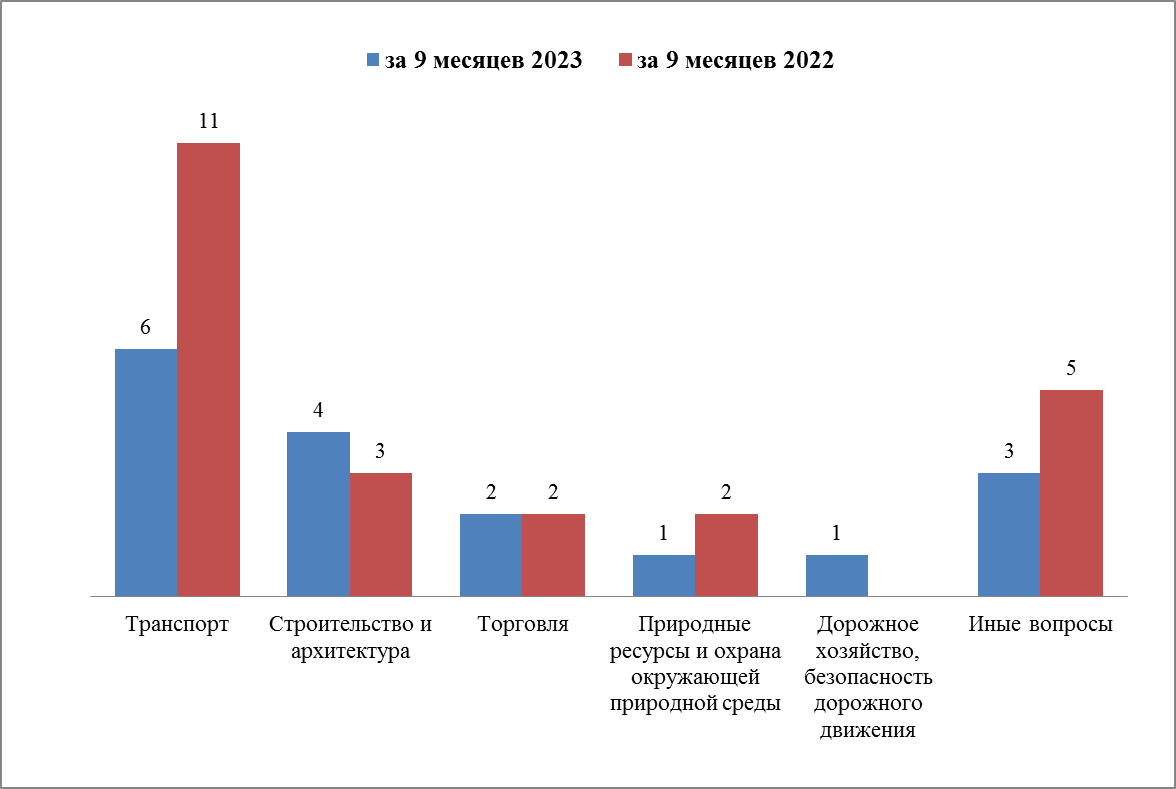 за 9 месяцев 2023 за 9 месяцев 2022
11
6
4
3
2 2
1
2
1
3
5
Транспорт
Строительство и
архитектура
Торговля
Природные
ресурсы и охрана
окружающей
природной среды
Дорожное
хозяйство,
безопасность
дорожного
движения
Иные вопросы